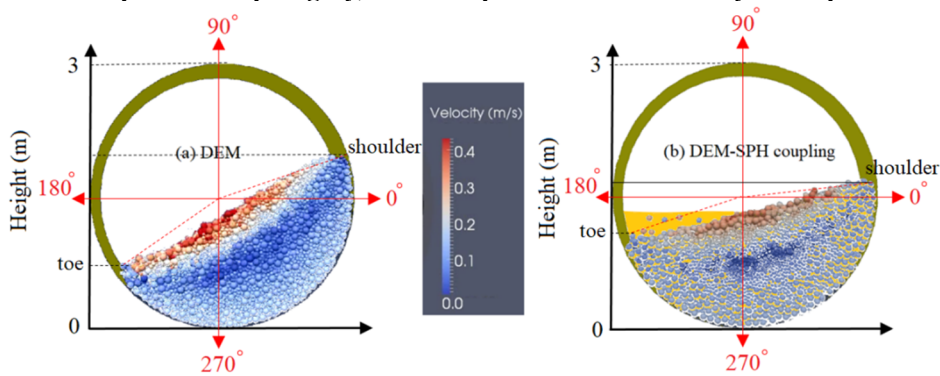 90°
3
Height (m)
(a) DEM
shoulder
180°
0°
toe
0
270°
Velocity (m/s)
0.4
0.3
0.2
0.1
0.0
90°
3
Height (m)
(b) DEM-SPH coupling
shoulder
180°
0°
toe
0
270°